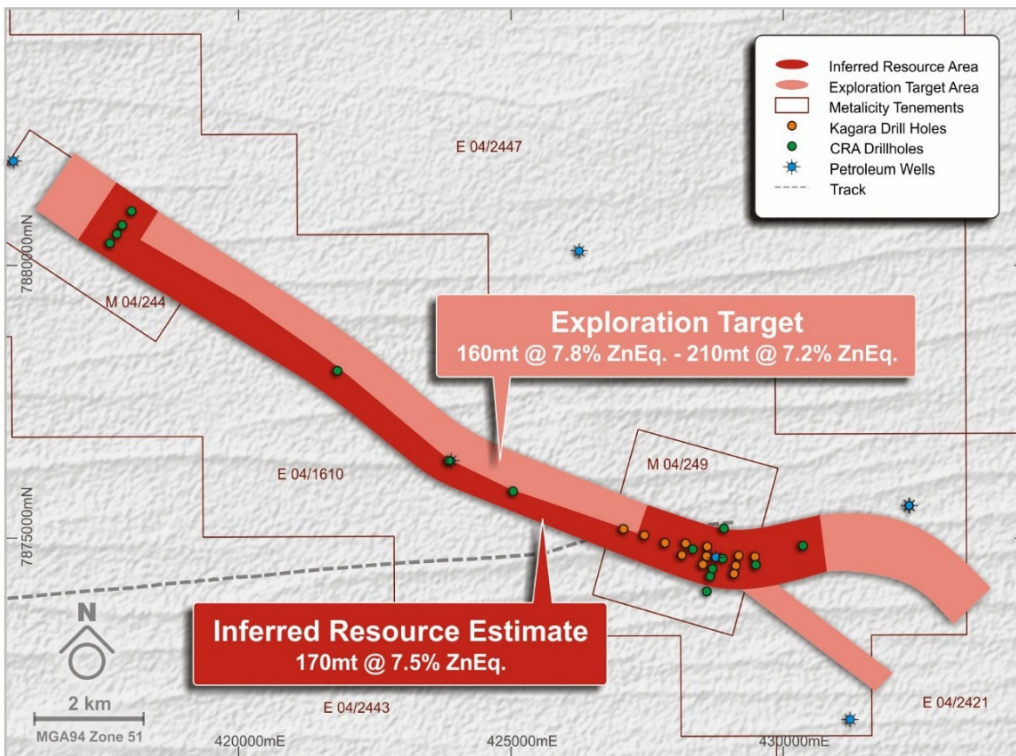 Inferred Resource Area
Exploration Target Area
Metalicity Tenements
Kagara Drill Holes
CRA Drillholes
Petroleum Wells
Track
E 04/2447
7880000mN
M 04/244
Exploration Target
160mt @ 7.8% ZnEq. - 210mt @ 7.2% ZnEq.
E 04/1610
M 04/249
7875000mN
Inferred Resource Estimate
170mt @ 7.5% ZnEq.
N
2 km
MGA94 Zone 51
E 04/2443
E 04/2421
420000mE
425000mE
430000mE